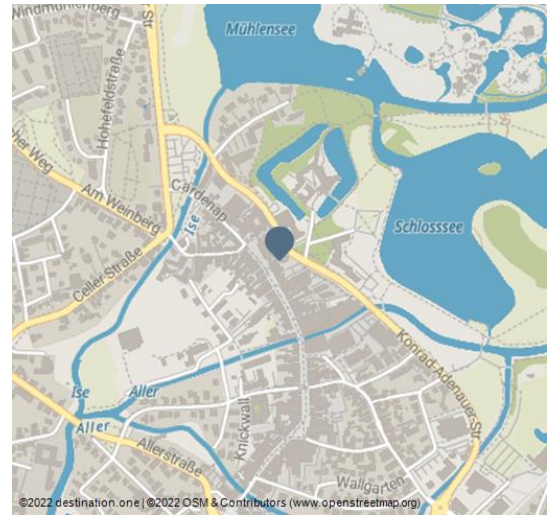 Windmühlenberg
Str.
Mühlensee
Hohefeldstraße
cher Weg
Am Weinberg
Cardenap
Ise
Celler Straße
Schlosssee
Konrad-Adenauer-Str.
Ise
Aller
Aller
Knickwall
Allerstraße
Wallgarten
©2022 destination.one | ©2022 OSM & Contributors (www.openstreetmap.org)